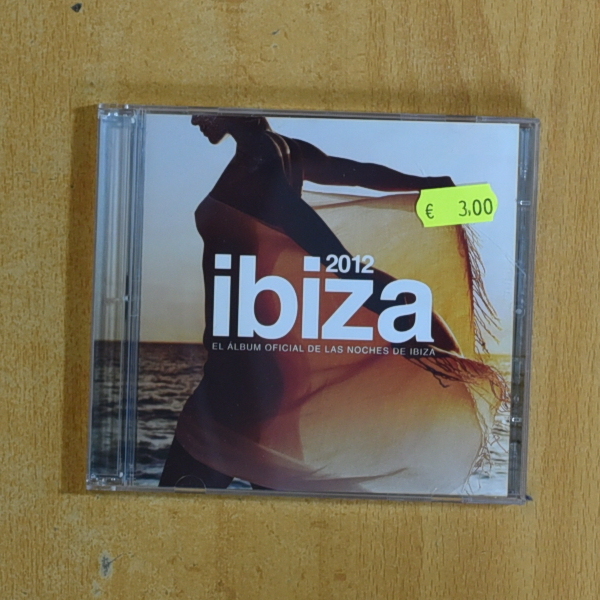 € 3,00
2012
ibiza
EL ÁLBUM OFICIAL DE LAS NOCHES DE IBIZA